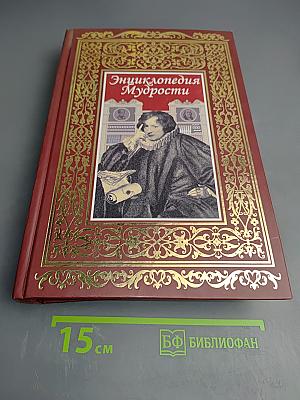 Энциклопедия
Мудрости
15 см
БФ БИБЛИОФАН